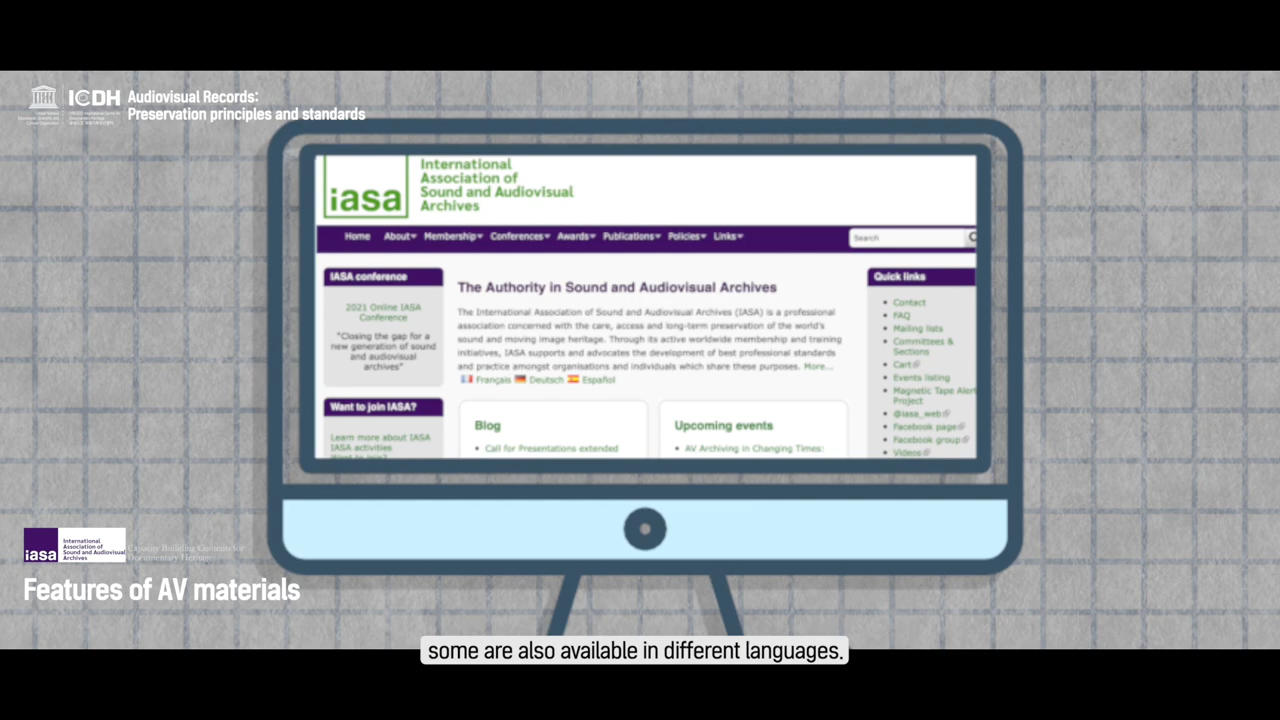 ICDH
Audiovisual Records:
Preservation principles and standards
iasa
International
Association of
Sound and Audiovisual
Archives
Home About Membership Conferences Awards Publications Policies Links
Search
IASA conference
2021 Online IASA
Conference
"Closing the gap for a
new generation of sound
and audiovisual
archives"
Want to join IASA?
Learn more about IASA
IASA activities
Want to join?
The Authority in Sound and Audiovisual Archives
The International Association of Sound and Audiovisual Archives (IASA) is a professional
association concerned with the care, access and long-term preservation of the world's
sound and moving image heritage. Through its active worldwide membership and training
initiatives, IASA supports and advocates the development of best professional standards
and practice amongst organisations and individuals which share these purposes. More...
Français Deutsch Español
Blog
Call for Presentations extended
Upcoming events
AV Archiving in Changing Times:
Quick links
Contact
FAQ
Mailing lists
Committees &
Sections
Cart
Events listing
Magnetic Tape Alert
Project
@iasa_web
Facebook page
Facebook group
Videos
iasa
International
Association of
Sound and Audiovisual
Archives
Capacity Building Contents for
Documentary Heritage
Features of AV materials
some are also available in different languages.